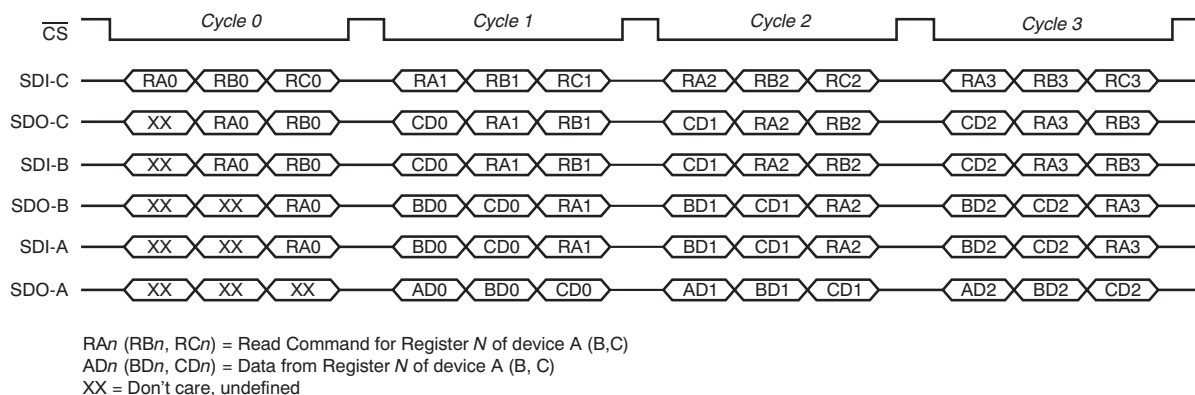 CS Cycle 0 Cycle 1 Cycle 2 Cycle 3
SDI-C RA0 RB0 RC0 RA1 RB1 RC1 RA2 RB2 RC2 RA3 RB3 RC3
SDO-C XX RA0 RB0 CD0 RA1 RB1 CD1 RA2 RB2 CD2 RA3 RB3
SDI-B XX RA0 RB0 CD0 RA1 RB1 CD1 RA2 RB2 CD2 RA3 RB3
SDO-B XX XX RA0 BD0 CD0 RA1 BD1 CD1 RA2 BD2 CD2 RA3
SDI-A XX XX RA0 BD0 CD0 RA1 BD1 CD1 RA2 BD2 CD2 RA3
SDO-A XX XX XX AD0 BD0 CD0 AD1 BD1 CD1 AD2 BD2 CD2
RAn (RBn, RCn) = Read Command for Register N of device A (B,C)
ADn (BDn, CDn) = Data from Register N of device A (B, C)
XX = Don't care, undefined